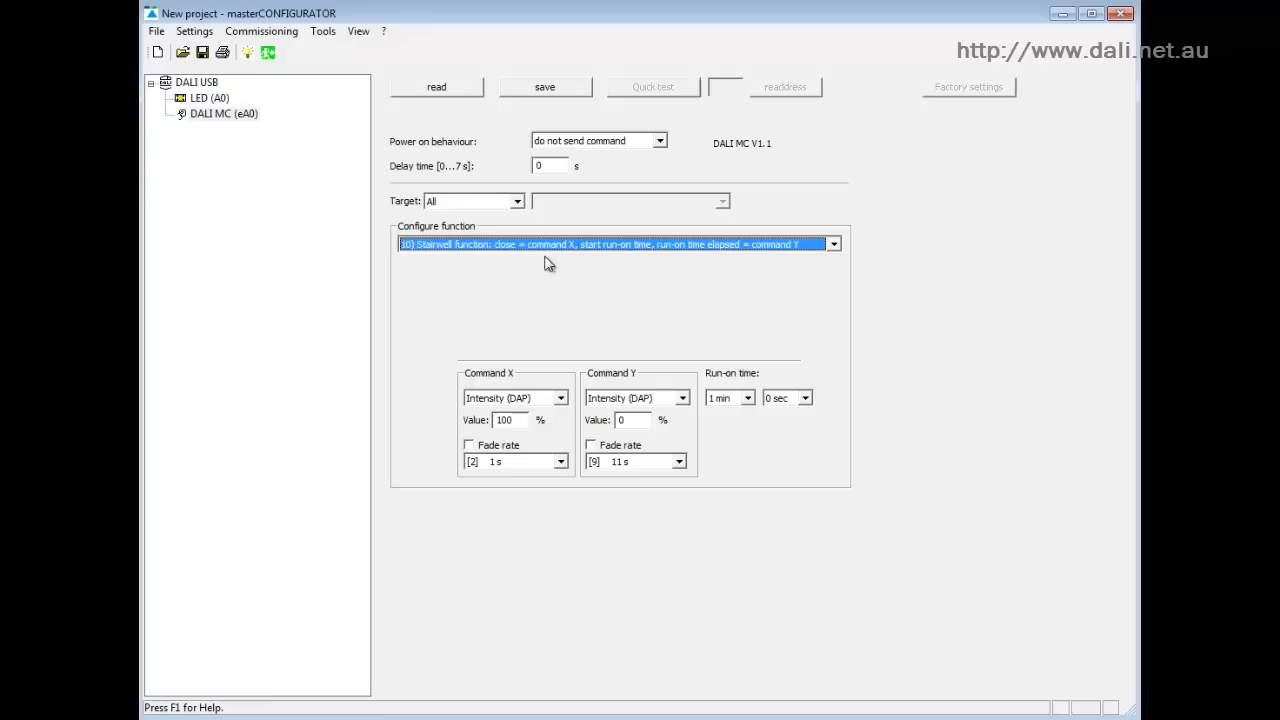 New project - masterCONFIGURATOR
File Settings Commissioning Tools View ?
http://www.dali.net.au
DALI USB
LED (A0)
DALI MC (eA0)
read save Quick test readdress Factory settings
Power on behaviour: do not send command DALI MC V1.1
Delay time [0...7 s]: 0 s
Target: All
Configure function
10) Stairwell function: close = command X, start run-on time, run-on time elapsed = command Y
Command X Command Y Run-on time:
Intensity (DAP) Intensity (DAP) 1 min 0 sec
Value: 100 % Value: 0 %
Fade rate Fade rate
[2] 1 s [9] 11 s
Press F1 for Help.